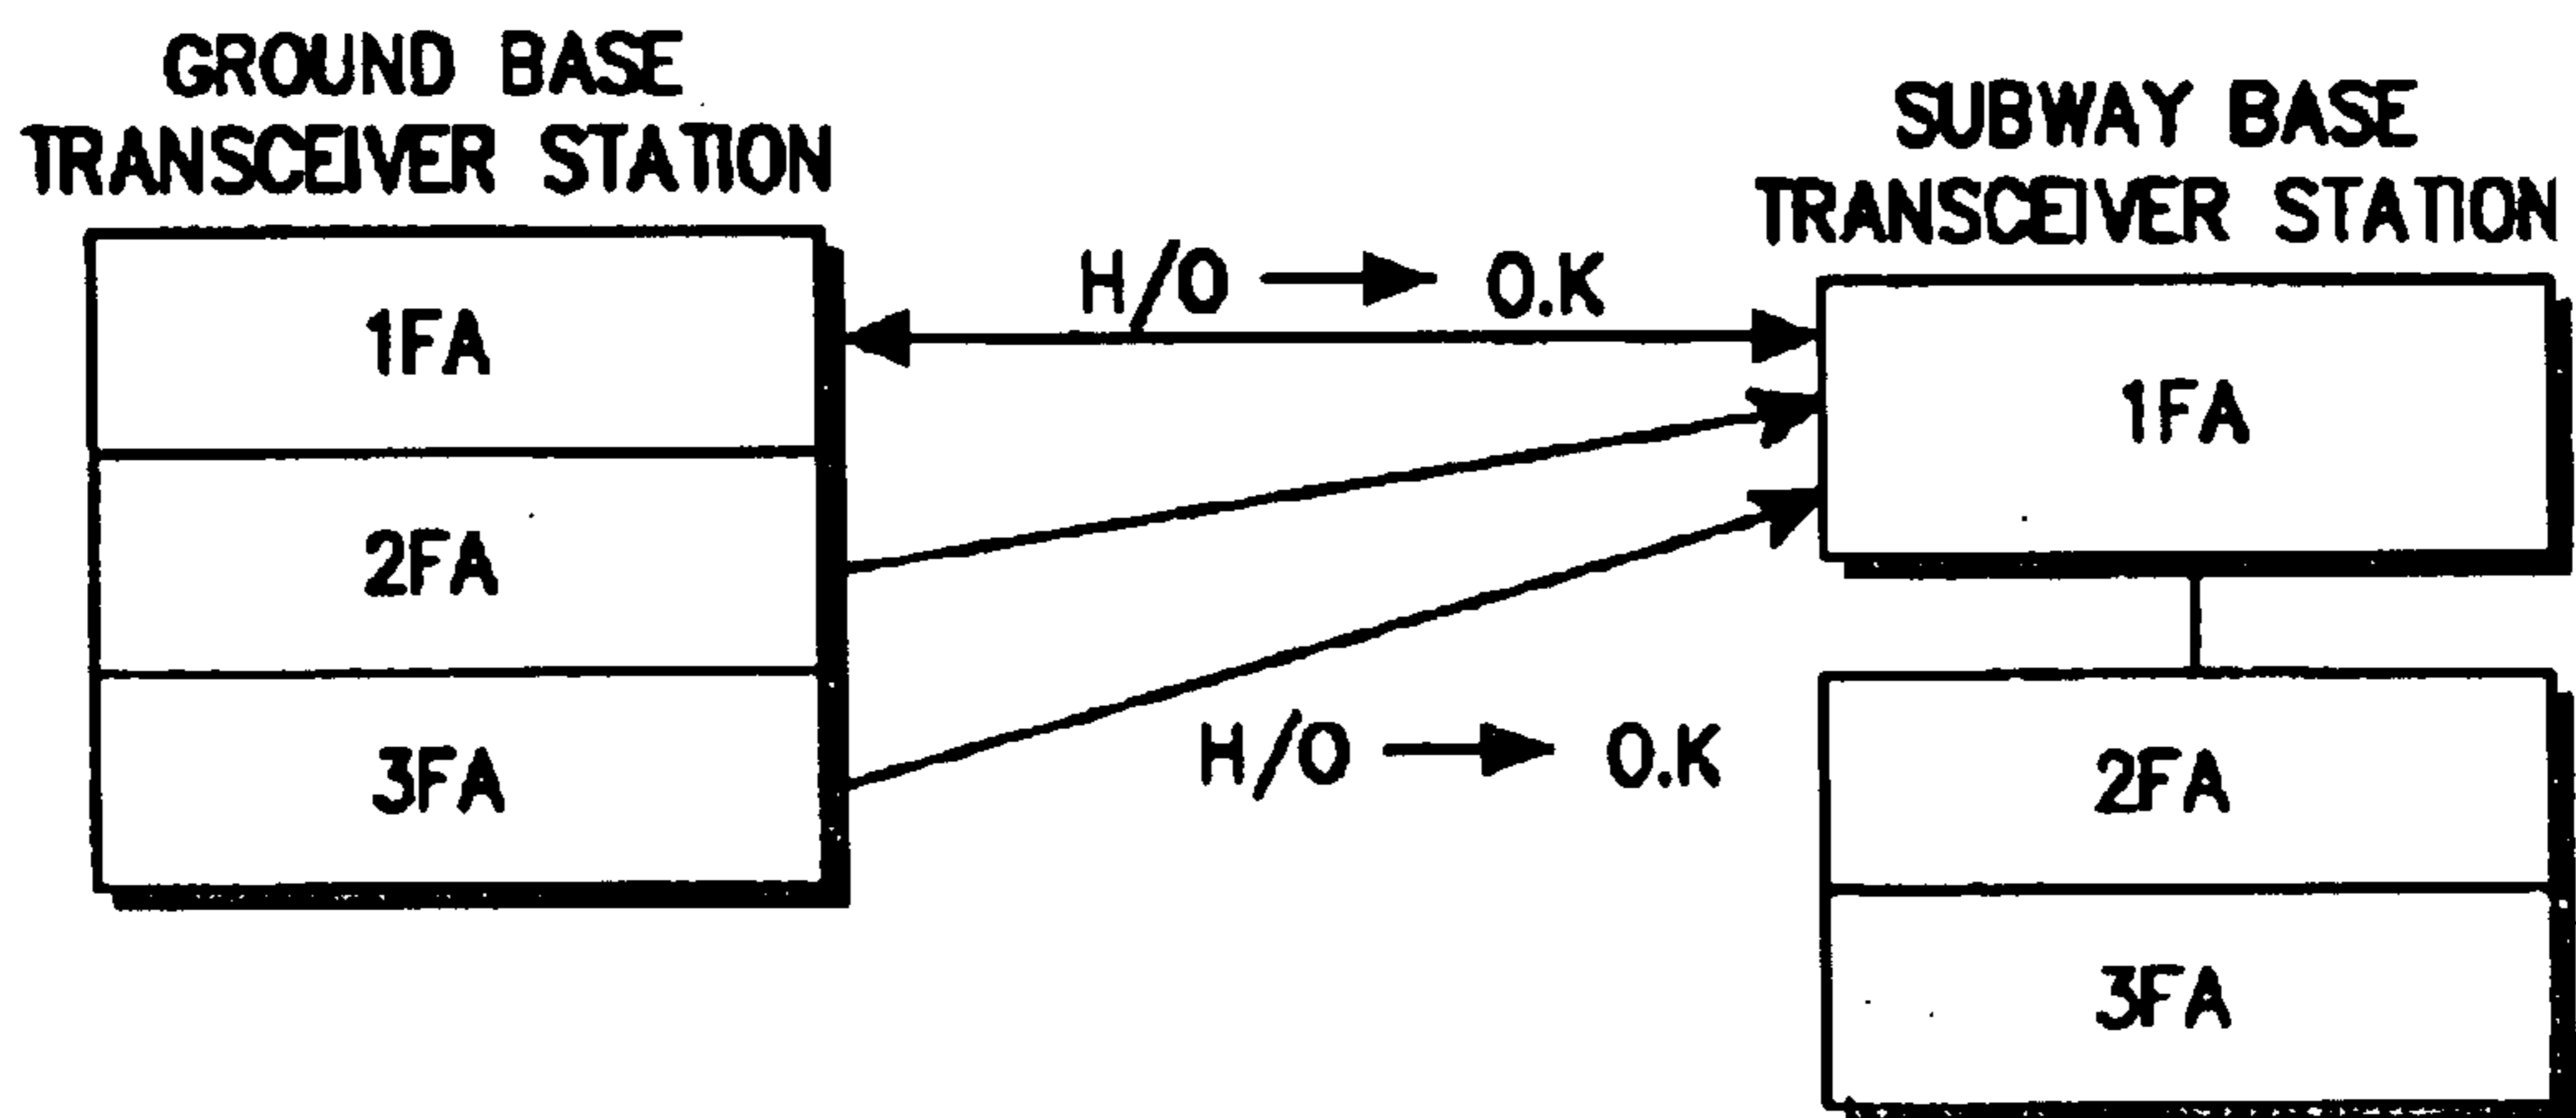 GROUND BASE
TRANSCEIVER STATION
1FA
2FA
3FA
H/O → O.K
H/O → O.K
SUBWAY BASE
TRANSCEIVER STATION
1FA
2FA
3FA